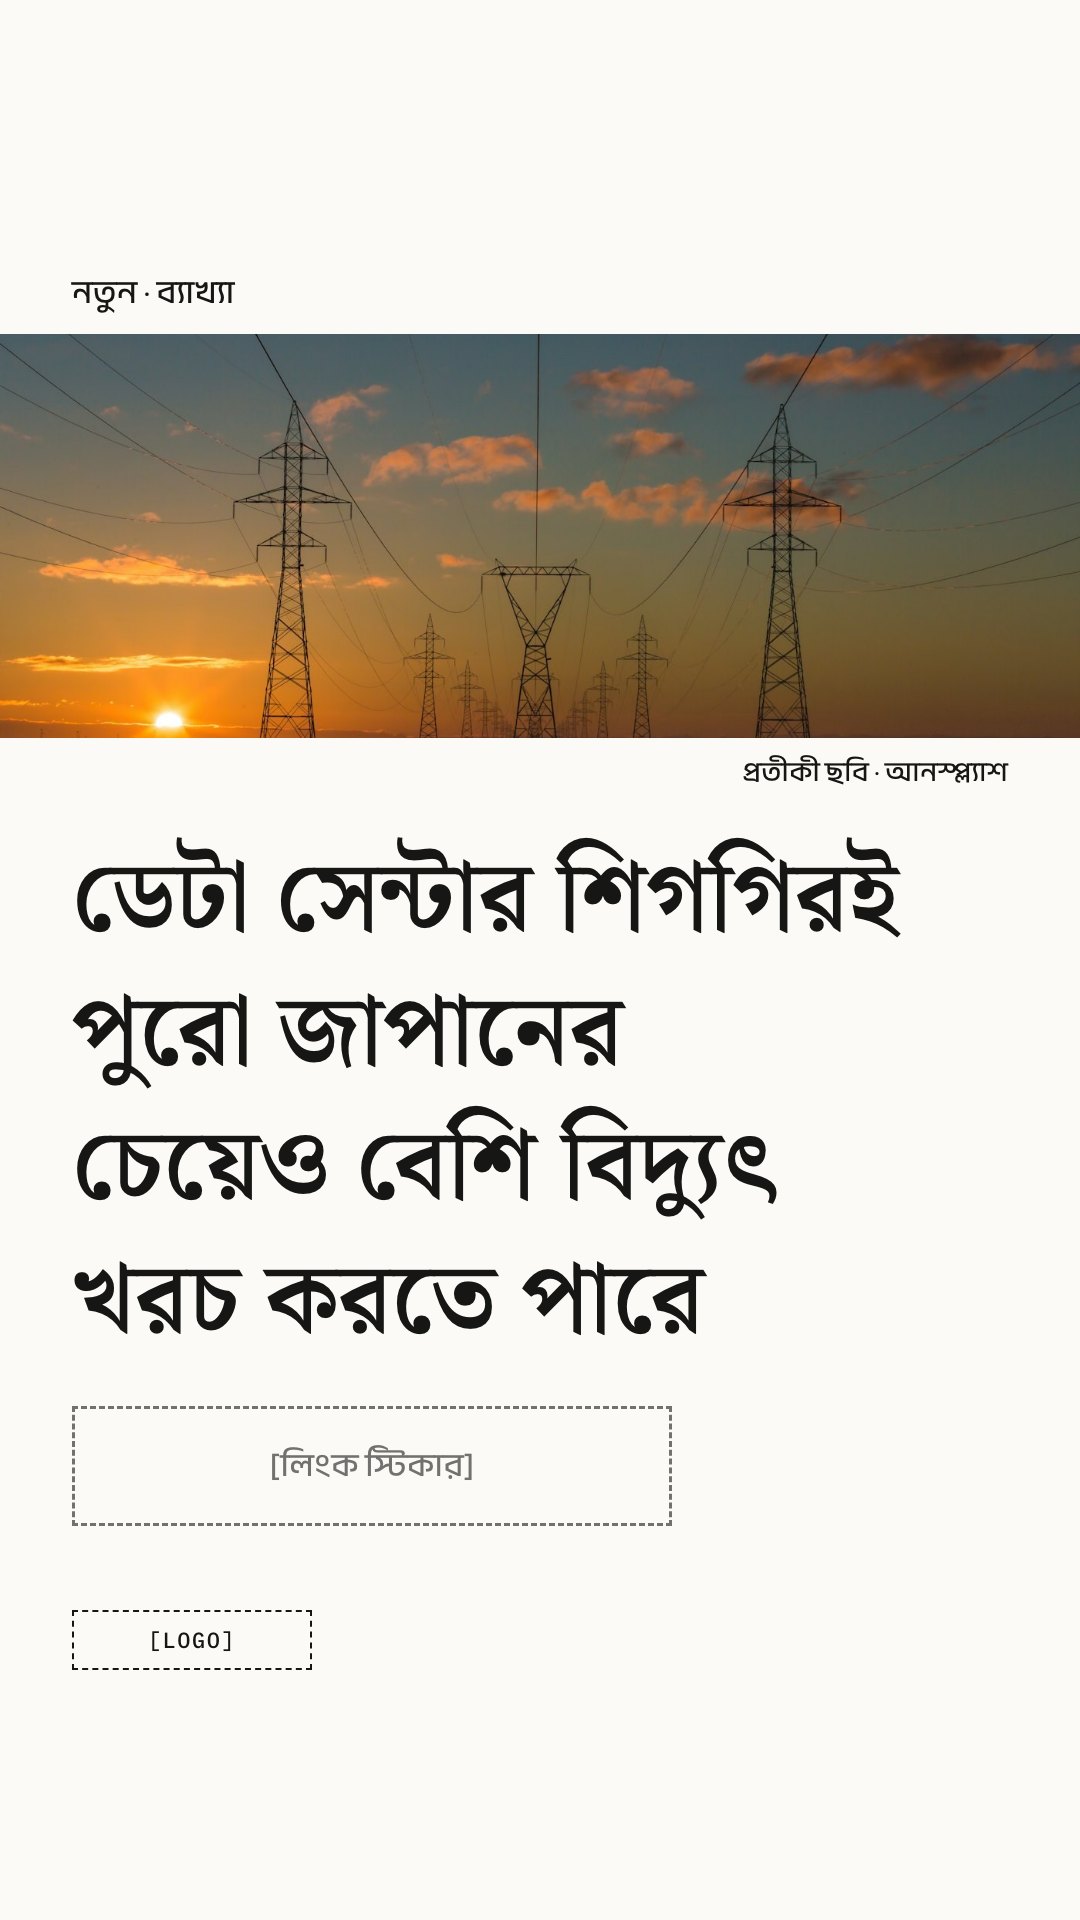 নতুন · ব্যাখ্যা
প্রতীকী ছবি · আনস্প্ল্যাশ
ডেটা সেন্টার শিগগিরই
পুরো জাপানের
চেয়েও বেশি বিদ্যুৎ
খরচ করতে পারে
[লিংক স্টিকার]
[LOGO]